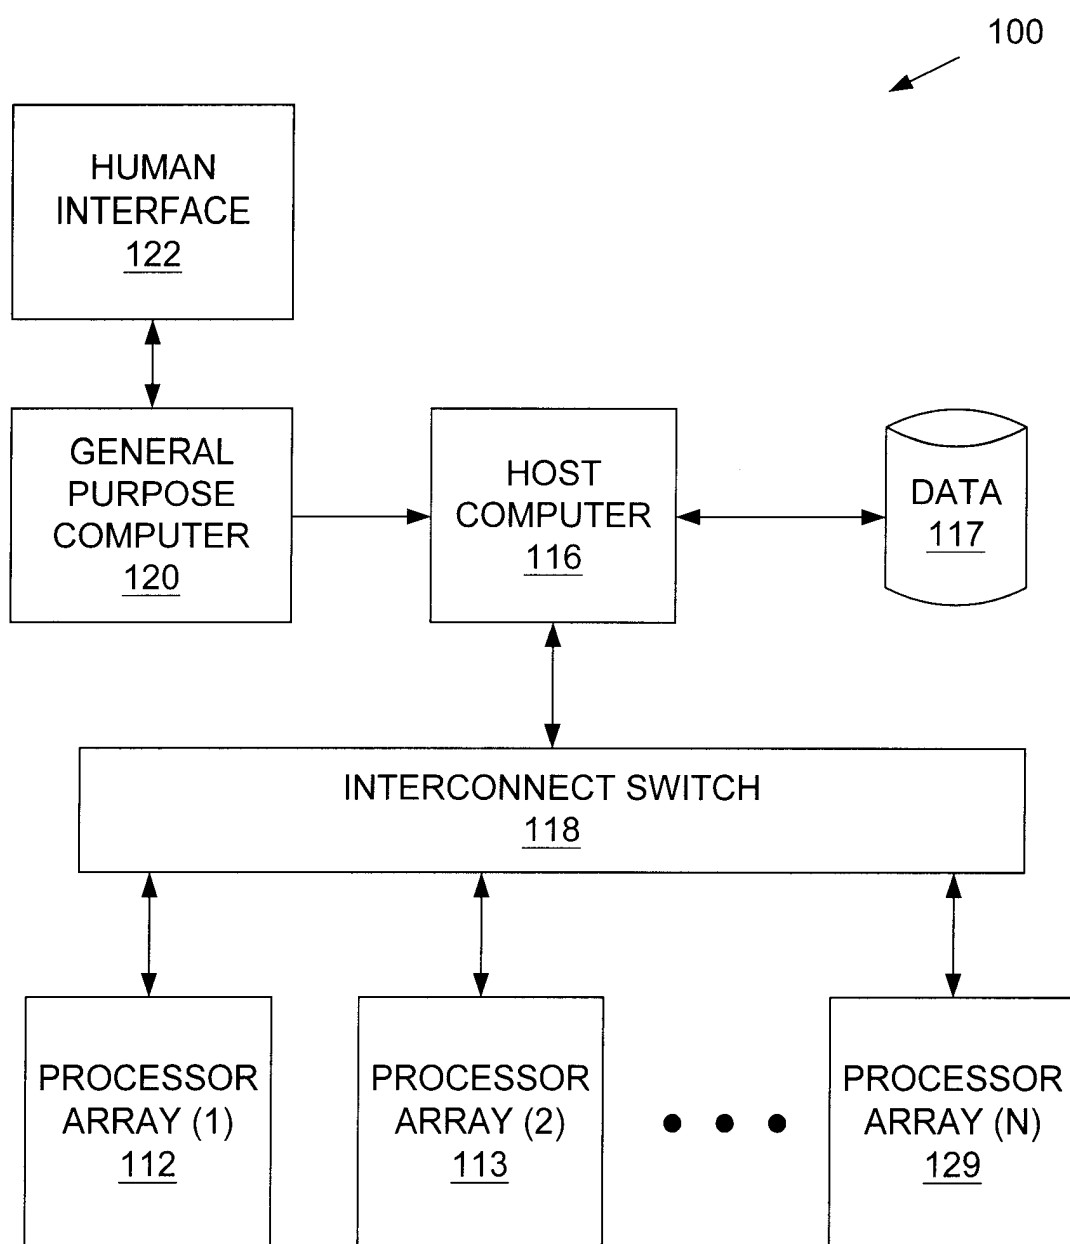 100
HUMAN
INTERFACE
122
GENERAL
PURPOSE
COMPUTER
120
HOST
COMPUTER
116
DATA
117
INTERCONNECT SWITCH
118
PROCESSOR
ARRAY (1)
112
PROCESSOR
ARRAY (2)
113
PROCESSOR
ARRAY (N)
129